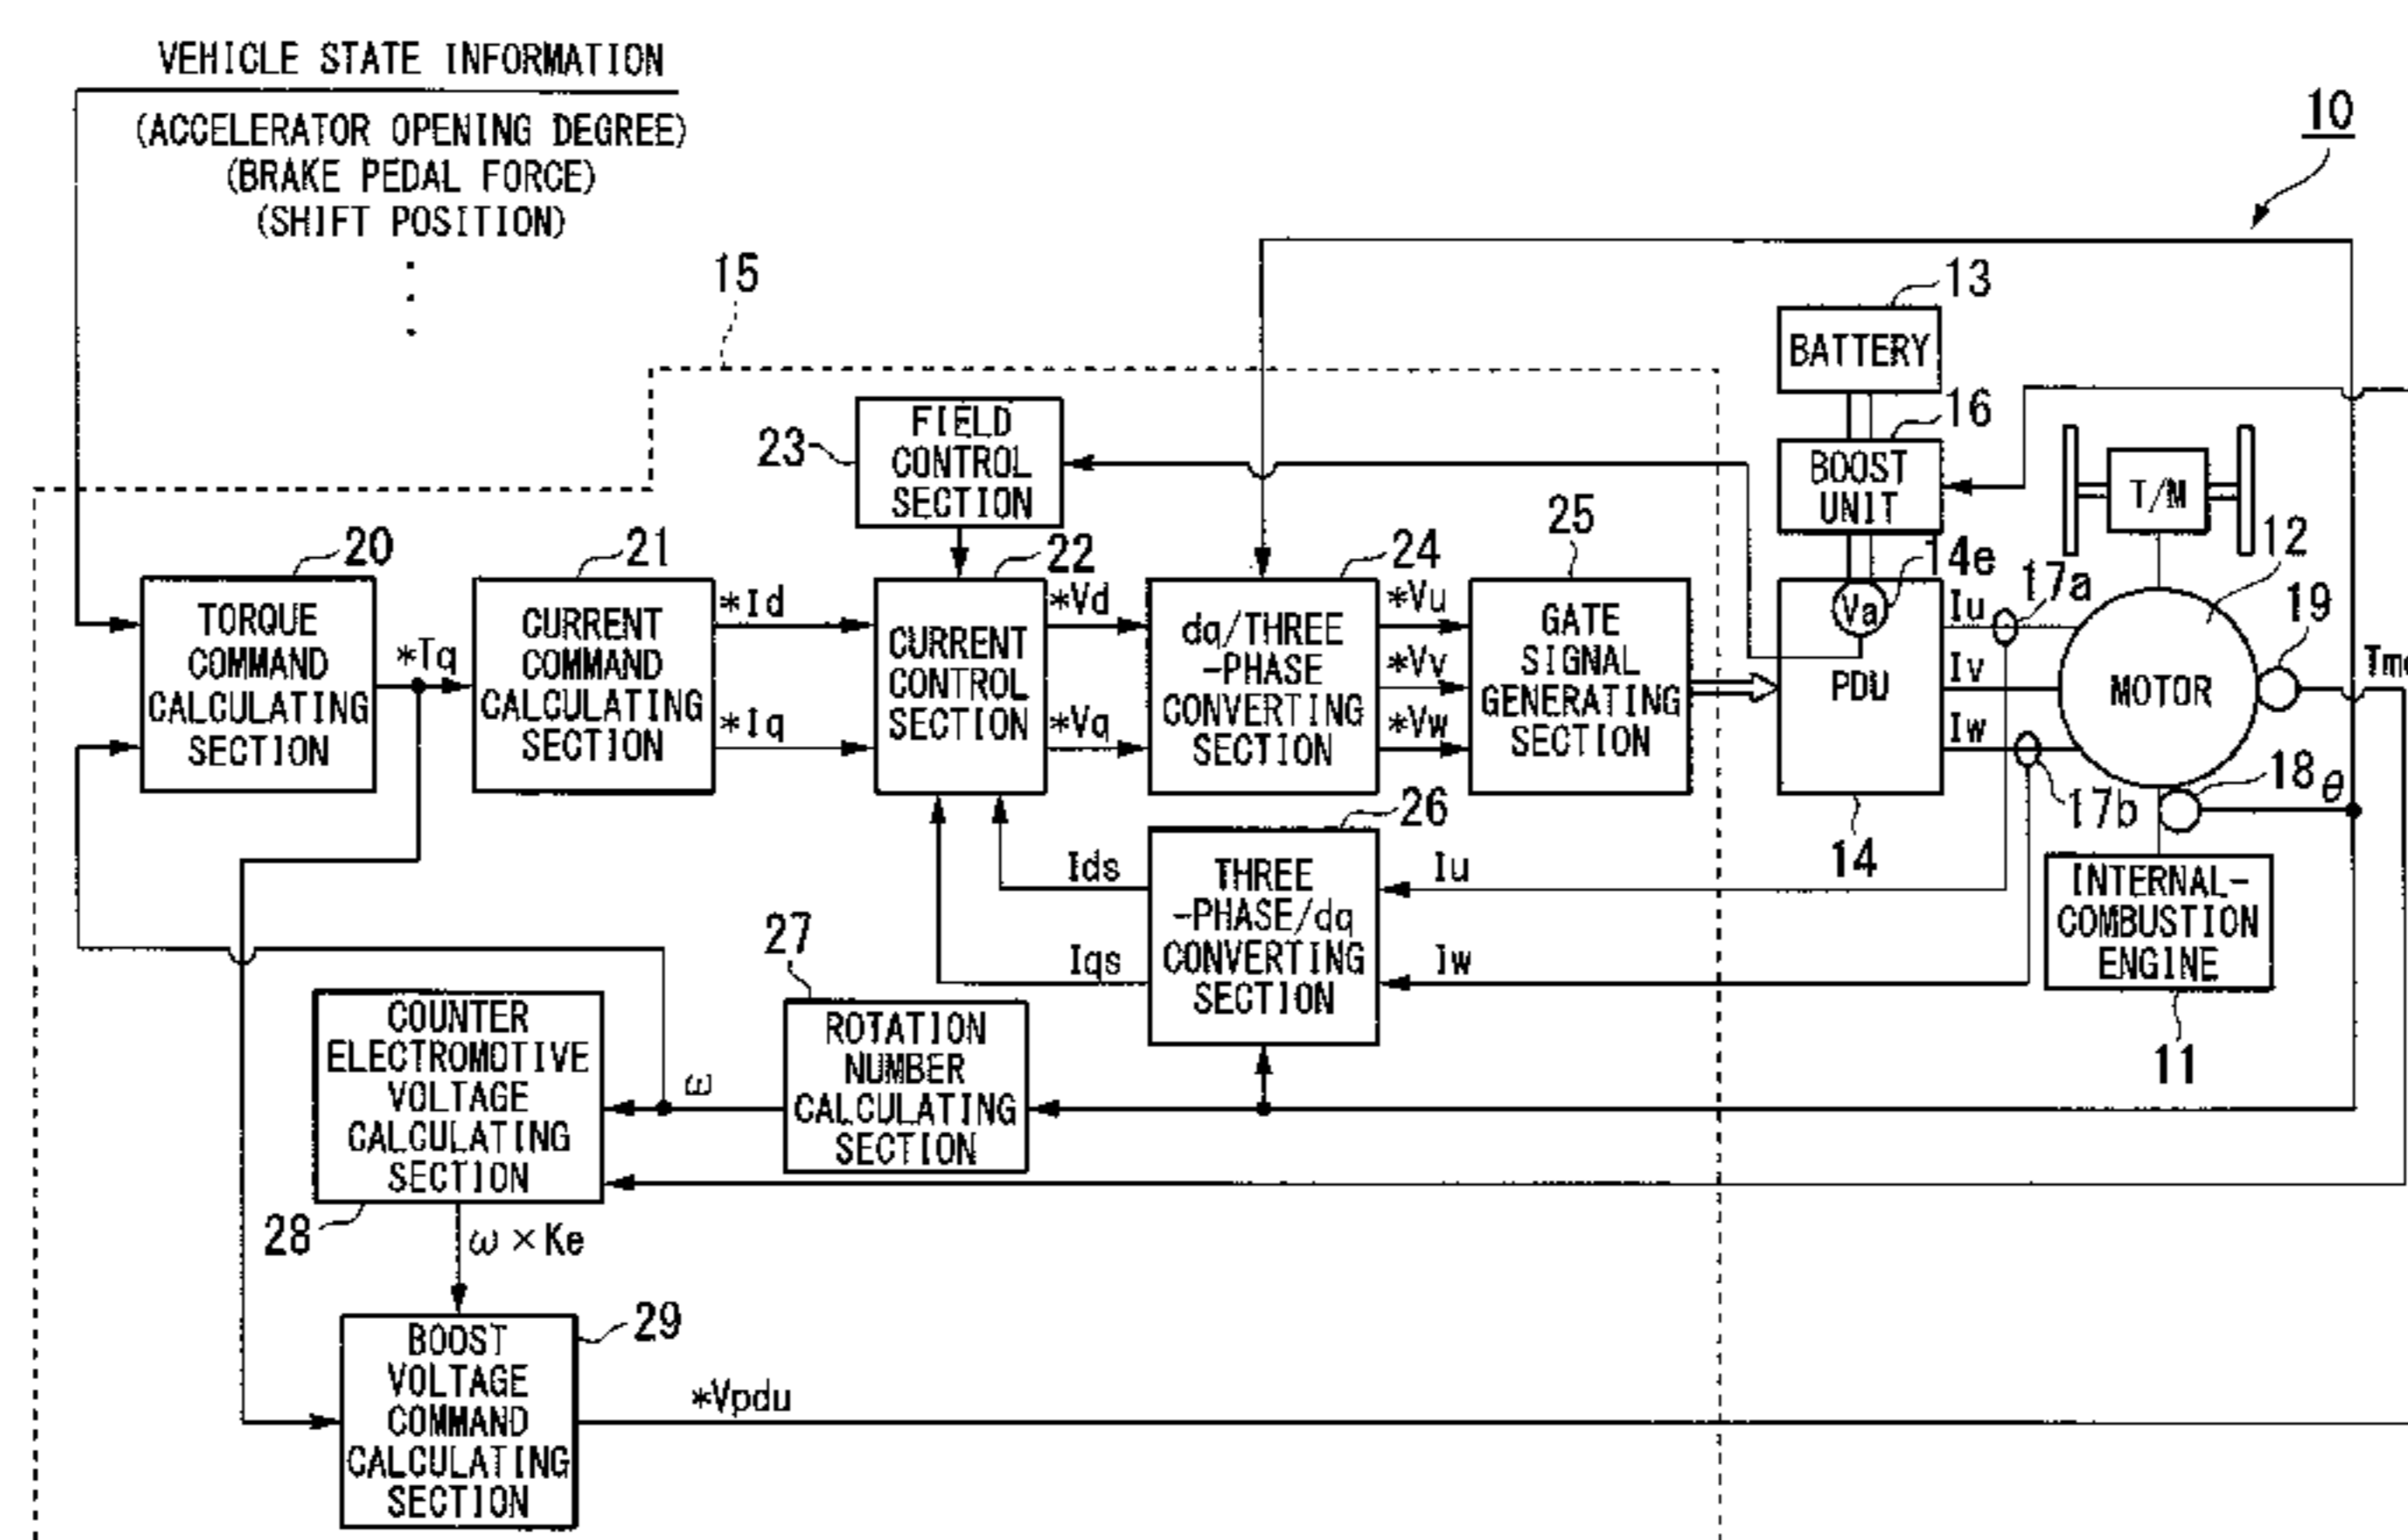 VEHICLE STATE INFORMATION
(ACCELERATOR OPENING DEGREE)
(BRAKE PEDAL FORCE)
(SHIFT POSITION)
10
15
13
BATTERY
16
BOOST
UNIT
T/M
23
FIELD
CONTROL
SECTION
20
TORQUE
COMMAND
CALCULATING
SECTION
*Tq
21
CURRENT
COMMAND
CALCULATING
SECTION
*Id
*Iq
22
CURRENT
CONTROL
SECTION
*Vd
*Vq
24
dq/THREE
-PHASE
CONVERTING
SECTION
*Vu
*Vv
*Vw
25
GATE
SIGNAL
GENERATING
SECTION
14e
Va
PDU
14
Iu
Iv
Iw
17a
17b
12
MOTOR
19
18
θ
INTERNAL-
COMBUSTION
ENGINE
11
26
THREE
-PHASE/dq
CONVERTING
SECTION
Ids
Iqs
Iu
Iw
27
ROTATION
NUMBER
CALCULATING
SECTION
ω
COUNTER
ELECTROMOTIVE
VOLTAGE
CALCULATING
SECTION
28
ω×Ke
29
BOOST
VOLTAGE
COMMAND
CALCULATING
SECTION
*Vpdu